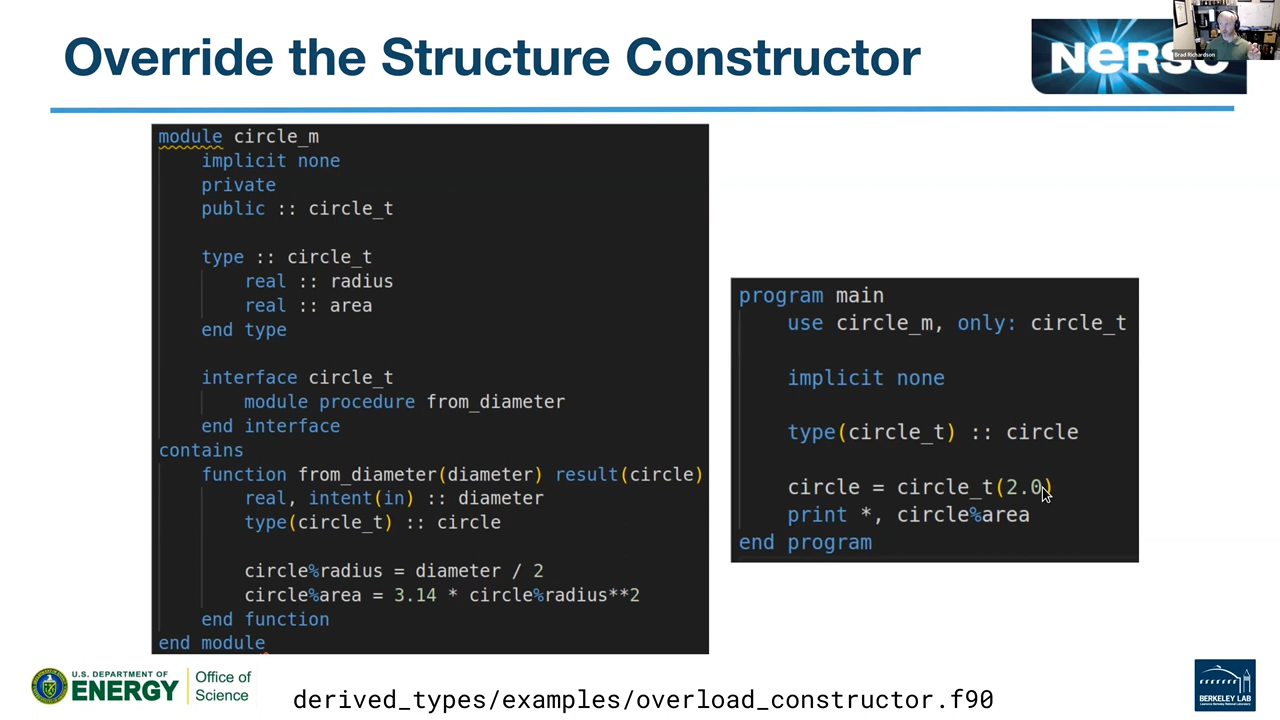 Override the Structure Constructor
NERSC
Brad Richardson
module circle_m
    implicit none
    private
    public :: circle_t
    type :: circle_t
        real :: radius
        real :: area
    end type
    interface circle_t
        module procedure from_diameter
    end interface
contains
    function from_diameter(diameter) result(circle)
        real, intent(in) :: diameter
        type(circle_t) :: circle
        circle%radius = diameter / 2
        circle%area = 3.14 * circle%radius**2
    end function
end module
program main
    use circle_m, only: circle_t
    implicit none
    type(circle_t) :: circle
    circle = circle_t(2.0)
    print *, circle%area
end program
U.S. DEPARTMENT OF
ENERGY
Office of
Science
derived_types/examples/overload_constructor.f90
BERKELEY LAB